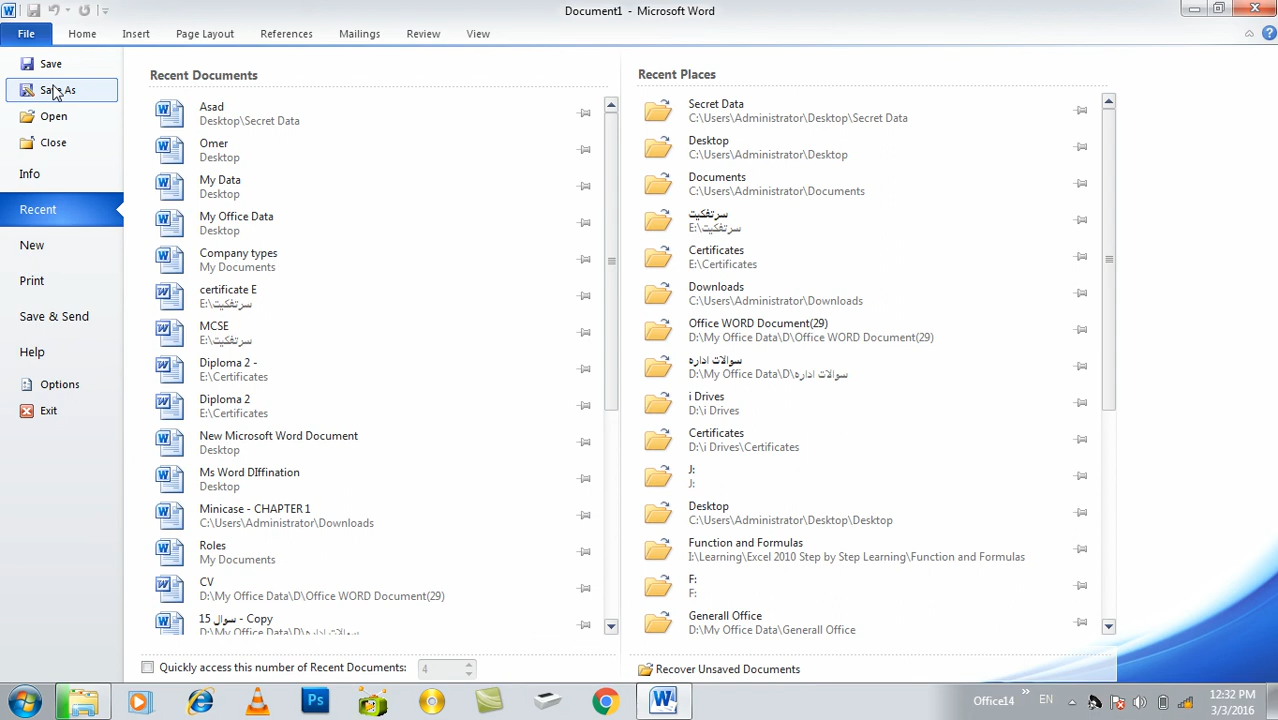 Document1 - Microsoft Word
File
Home
Insert
Page Layout
References
Mailings
Review
View
Save
Save As
Open
Close
Info
Recent
New
Print
Save & Send
Help
Options
Exit
Recent Documents
Asad
Desktop\Secret Data
Omer
Desktop
My Data
Desktop
My Office Data
Desktop
Company types
My Documents
certificate E
E:\سرتفکیت
MCSE
E:\سرتفکیت
Diploma 2 -
E:\Certificates
Diploma 2
E:\Certificates
New Microsoft Word Document
Desktop
Ms Word DIffination
Desktop
Minicase - CHAPTER 1
C:\Users\Administrator\Downloads
Roles
My Documents
CV
D:\My Office Data\D\Office WORD Document(29)
سوال 15 - Copy
D:\My Office Data\D\سوالات اداره
Quickly access this number of Recent Documents:
4
Recent Places
Secret Data
C:\Users\Administrator\Desktop\Secret Data
Desktop
C:\Users\Administrator\Desktop
Documents
C:\Users\Administrator\Documents
سرتفکیت
E:\سرتفکیت
Certificates
E:\Certificates
Downloads
C:\Users\Administrator\Downloads
Office WORD Document(29)
D:\My Office Data\D\Office WORD Document(29)
سوالات اداره
D:\My Office Data\D\سوالات اداره
i Drives
D:\i Drives
Certificates
D:\i Drives\Certificates
J:
J:
Desktop
C:\Users\Administrator\Desktop\Desktop
Function and Formulas
I:\Learning\Excel 2010 Step by Step Learning\Function and Formulas
F:
F:
Generall Office
D:\My Office Data\Generall Office
Recover Unsaved Documents
Office14
EN
12:32 PM
3/3/2016